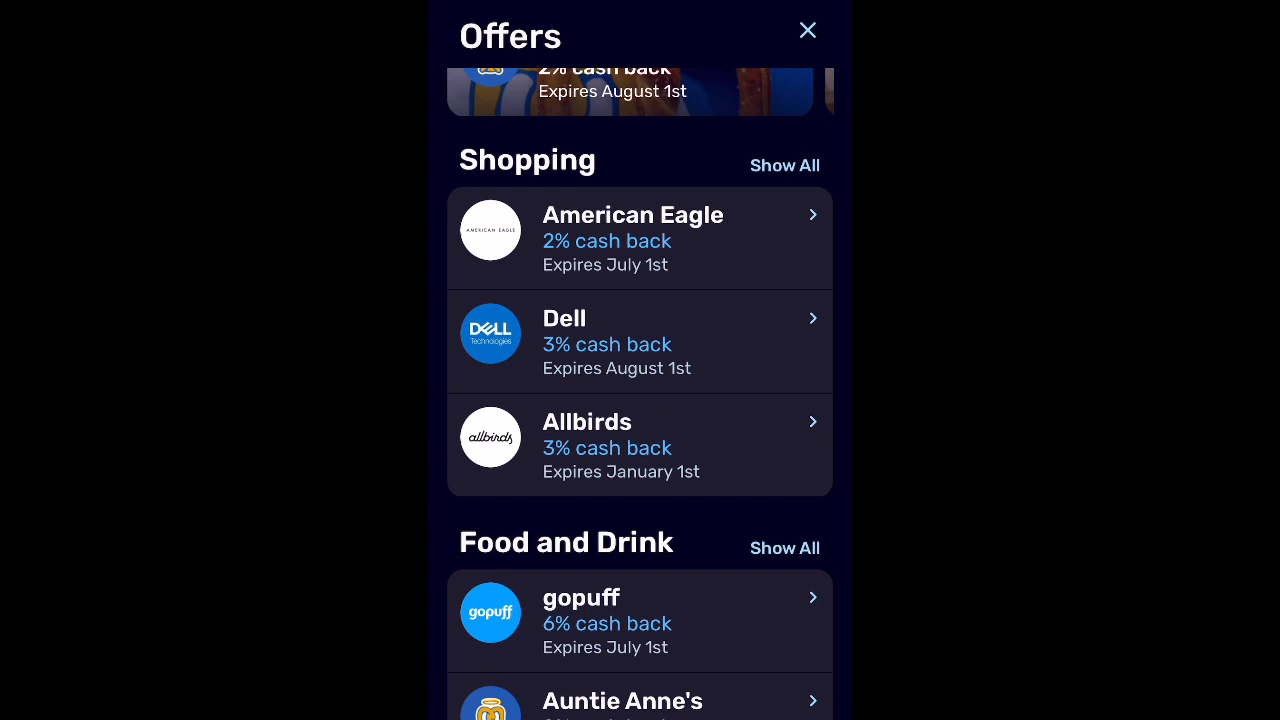 Offers
2% cash back
Expires August 1st
Shopping
Show All
AMERICAN EAGLE
American Eagle
2% cash back
Expires July 1st
DELL
Technologies
Dell
3% cash back
Expires August 1st
allbirds
Allbirds
3% cash back
Expires January 1st
Food and Drink
Show All
gopuff
gopuff
6% cash back
Expires July 1st
Auntie Anne's